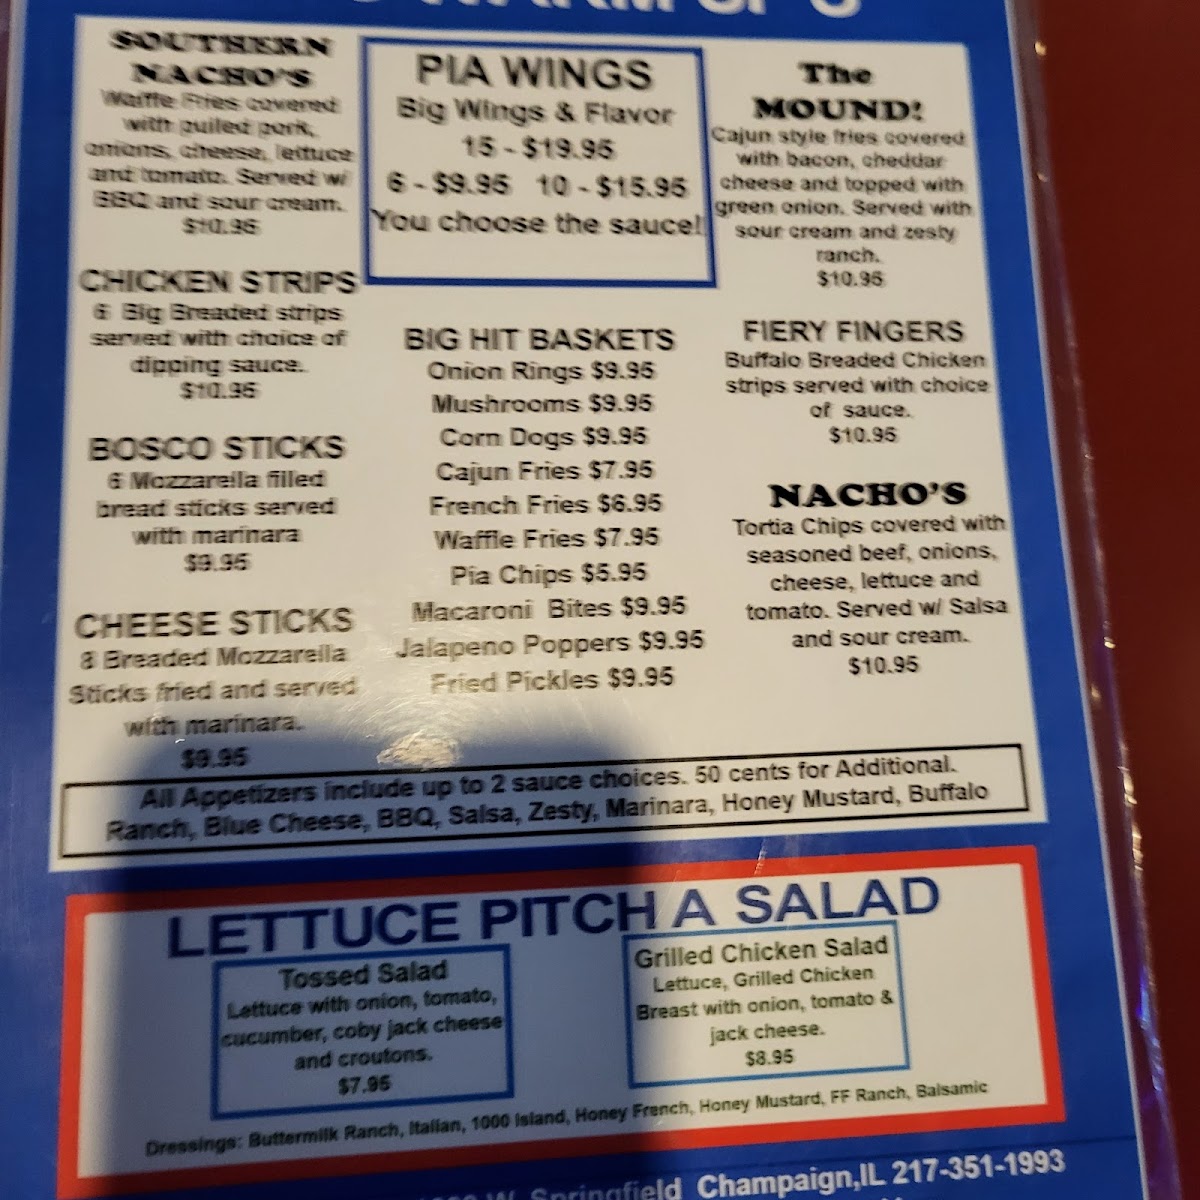 SOUTHERN
NACHO'S
Waffle Fries covered
with pulled pork,
onions, cheese, lettuce
and tomato. Served w/
BBQ and sour cream.
$10.95
CHICKEN STRIPS
6 Big Breaded strips
served with choice of
dipping sauce.
$10.95
BOSCO STICKS
6 Mozzarella filled
bread sticks served
with marinara
$9.95
CHEESE STICKS
8 Breaded Mozzarella
Sticks fried and served
with marinara.
$9.95
PIA WINGS
Big Wings & Flavor
15 - $19.95
6 - $9.95 10 - $15.95
You choose the sauce!
BIG HIT BASKETS
Onion Rings $9.95
Mushrooms $9.95
Corn Dogs $9.95
Cajun Fries $7.95
French Fries $6.95
Waffle Fries $7.95
Pia Chips $5.95
Macaroni Bites $9.95
Jalapeno Poppers $9.95
Fried Pickles $9.95
The
MOUND!
Cajun style fries covered
with bacon, cheddar
cheese and topped with
green onion. Served with
sour cream and zesty
ranch.
$10.95
FIERY FINGERS
Buffalo Breaded Chicken
strips served with choice
of sauce.
$10.95
NACHO'S
Tortia Chips covered with
seasoned beef, onions,
cheese, lettuce and
tomato. Served w/ Salsa
and sour cream.
$10.95
All Appetizers include up to 2 sauce choices. 50 cents for Additional.
Ranch, Blue Cheese, BBQ, Salsa, Zesty, Marinara, Honey Mustard, Buffalo
LETTUCE PITCH A SALAD
Tossed Salad
Lettuce with onion, tomato,
cucumber, coby jack cheese
and croutons.
$7.95
Grilled Chicken Salad
Lettuce, Grilled Chicken
Breast with onion, tomato &
jack cheese.
$8.95
Dressings: Buttermilk Ranch, Italian, 1000 Island, Honey French, Honey Mustard, FF Ranch, Balsamic
W. Springfield Champaign,IL 217-351-1993